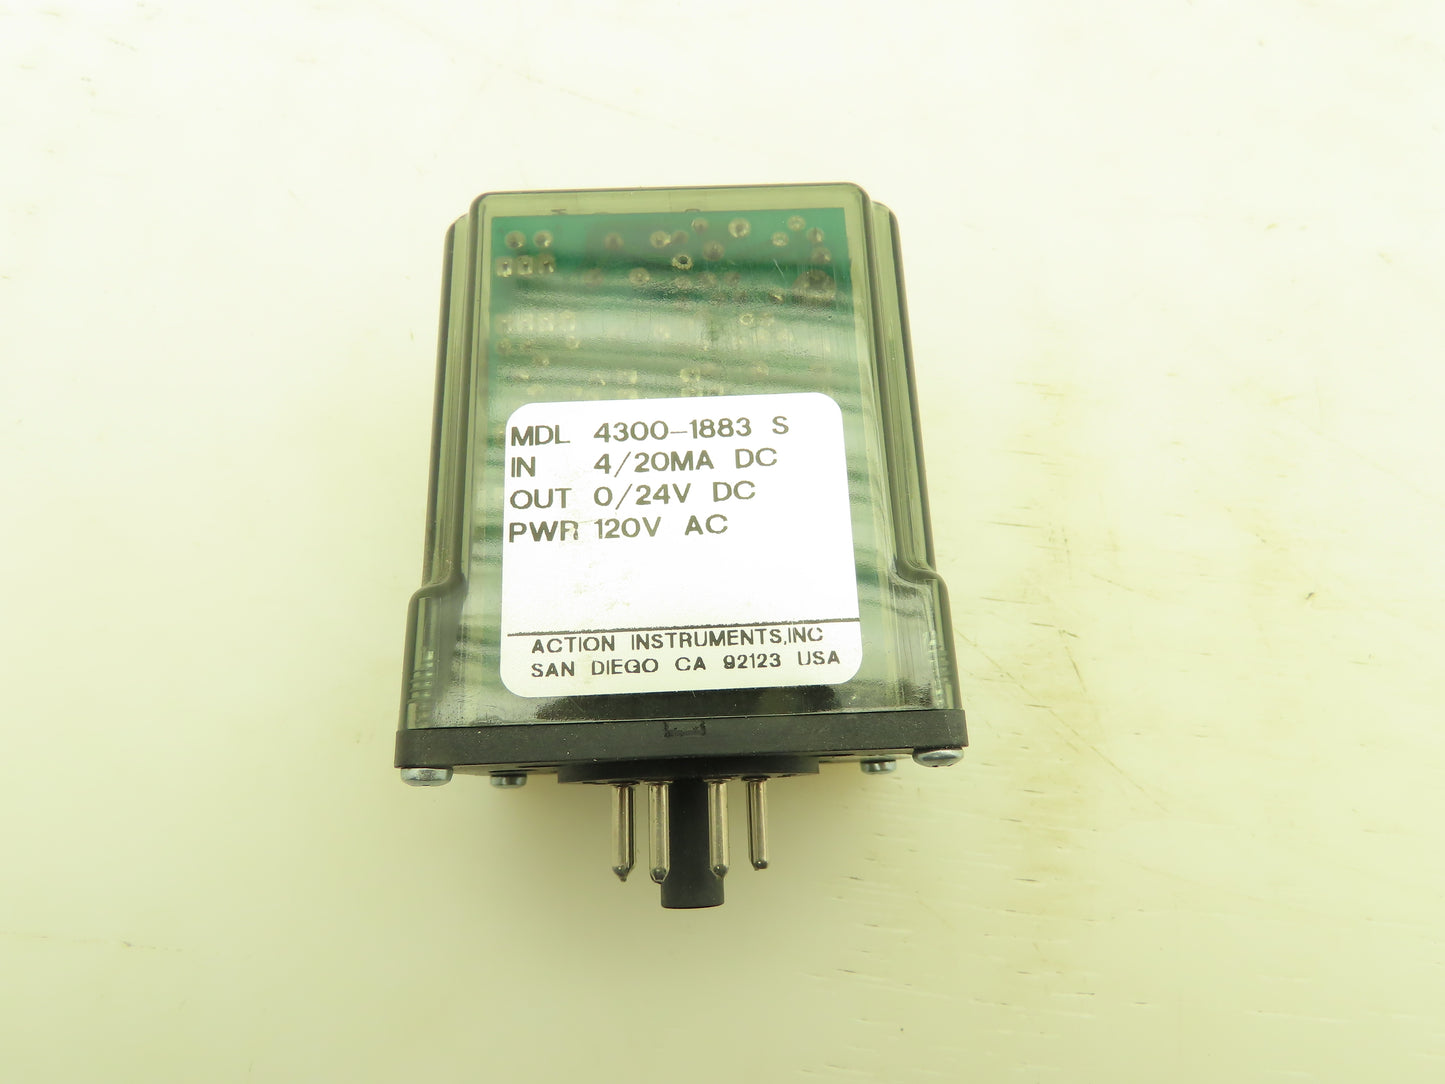 MDL 4300-1883 S
IN 4/20MA DC
OUT 0/24V DC
PWR 120V AC
ACTION INSTRUMENTS,INC
SAN DIEGO CA 92123 USA